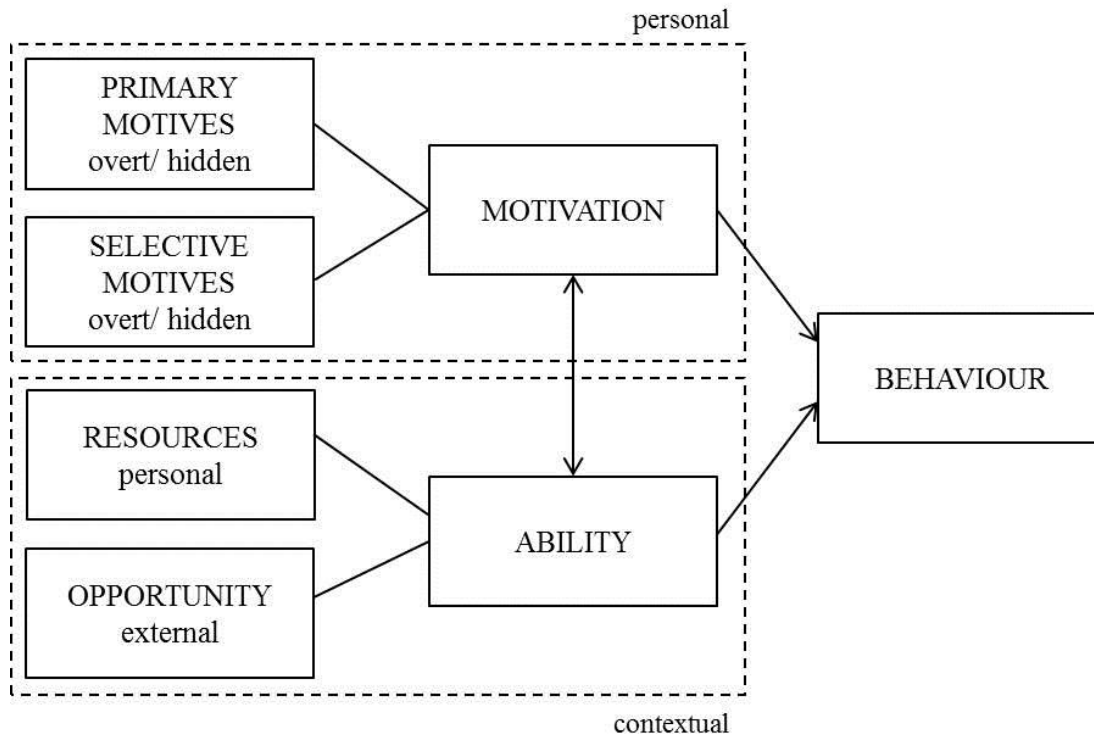 personal
PRIMARY
MOTIVES
overt/ hidden
MOTIVATION
SELECTIVE
MOTIVES
overt/ hidden
BEHAVIOUR
RESOURCES
personal
ABILITY
OPPORTUNITY
external
contextual